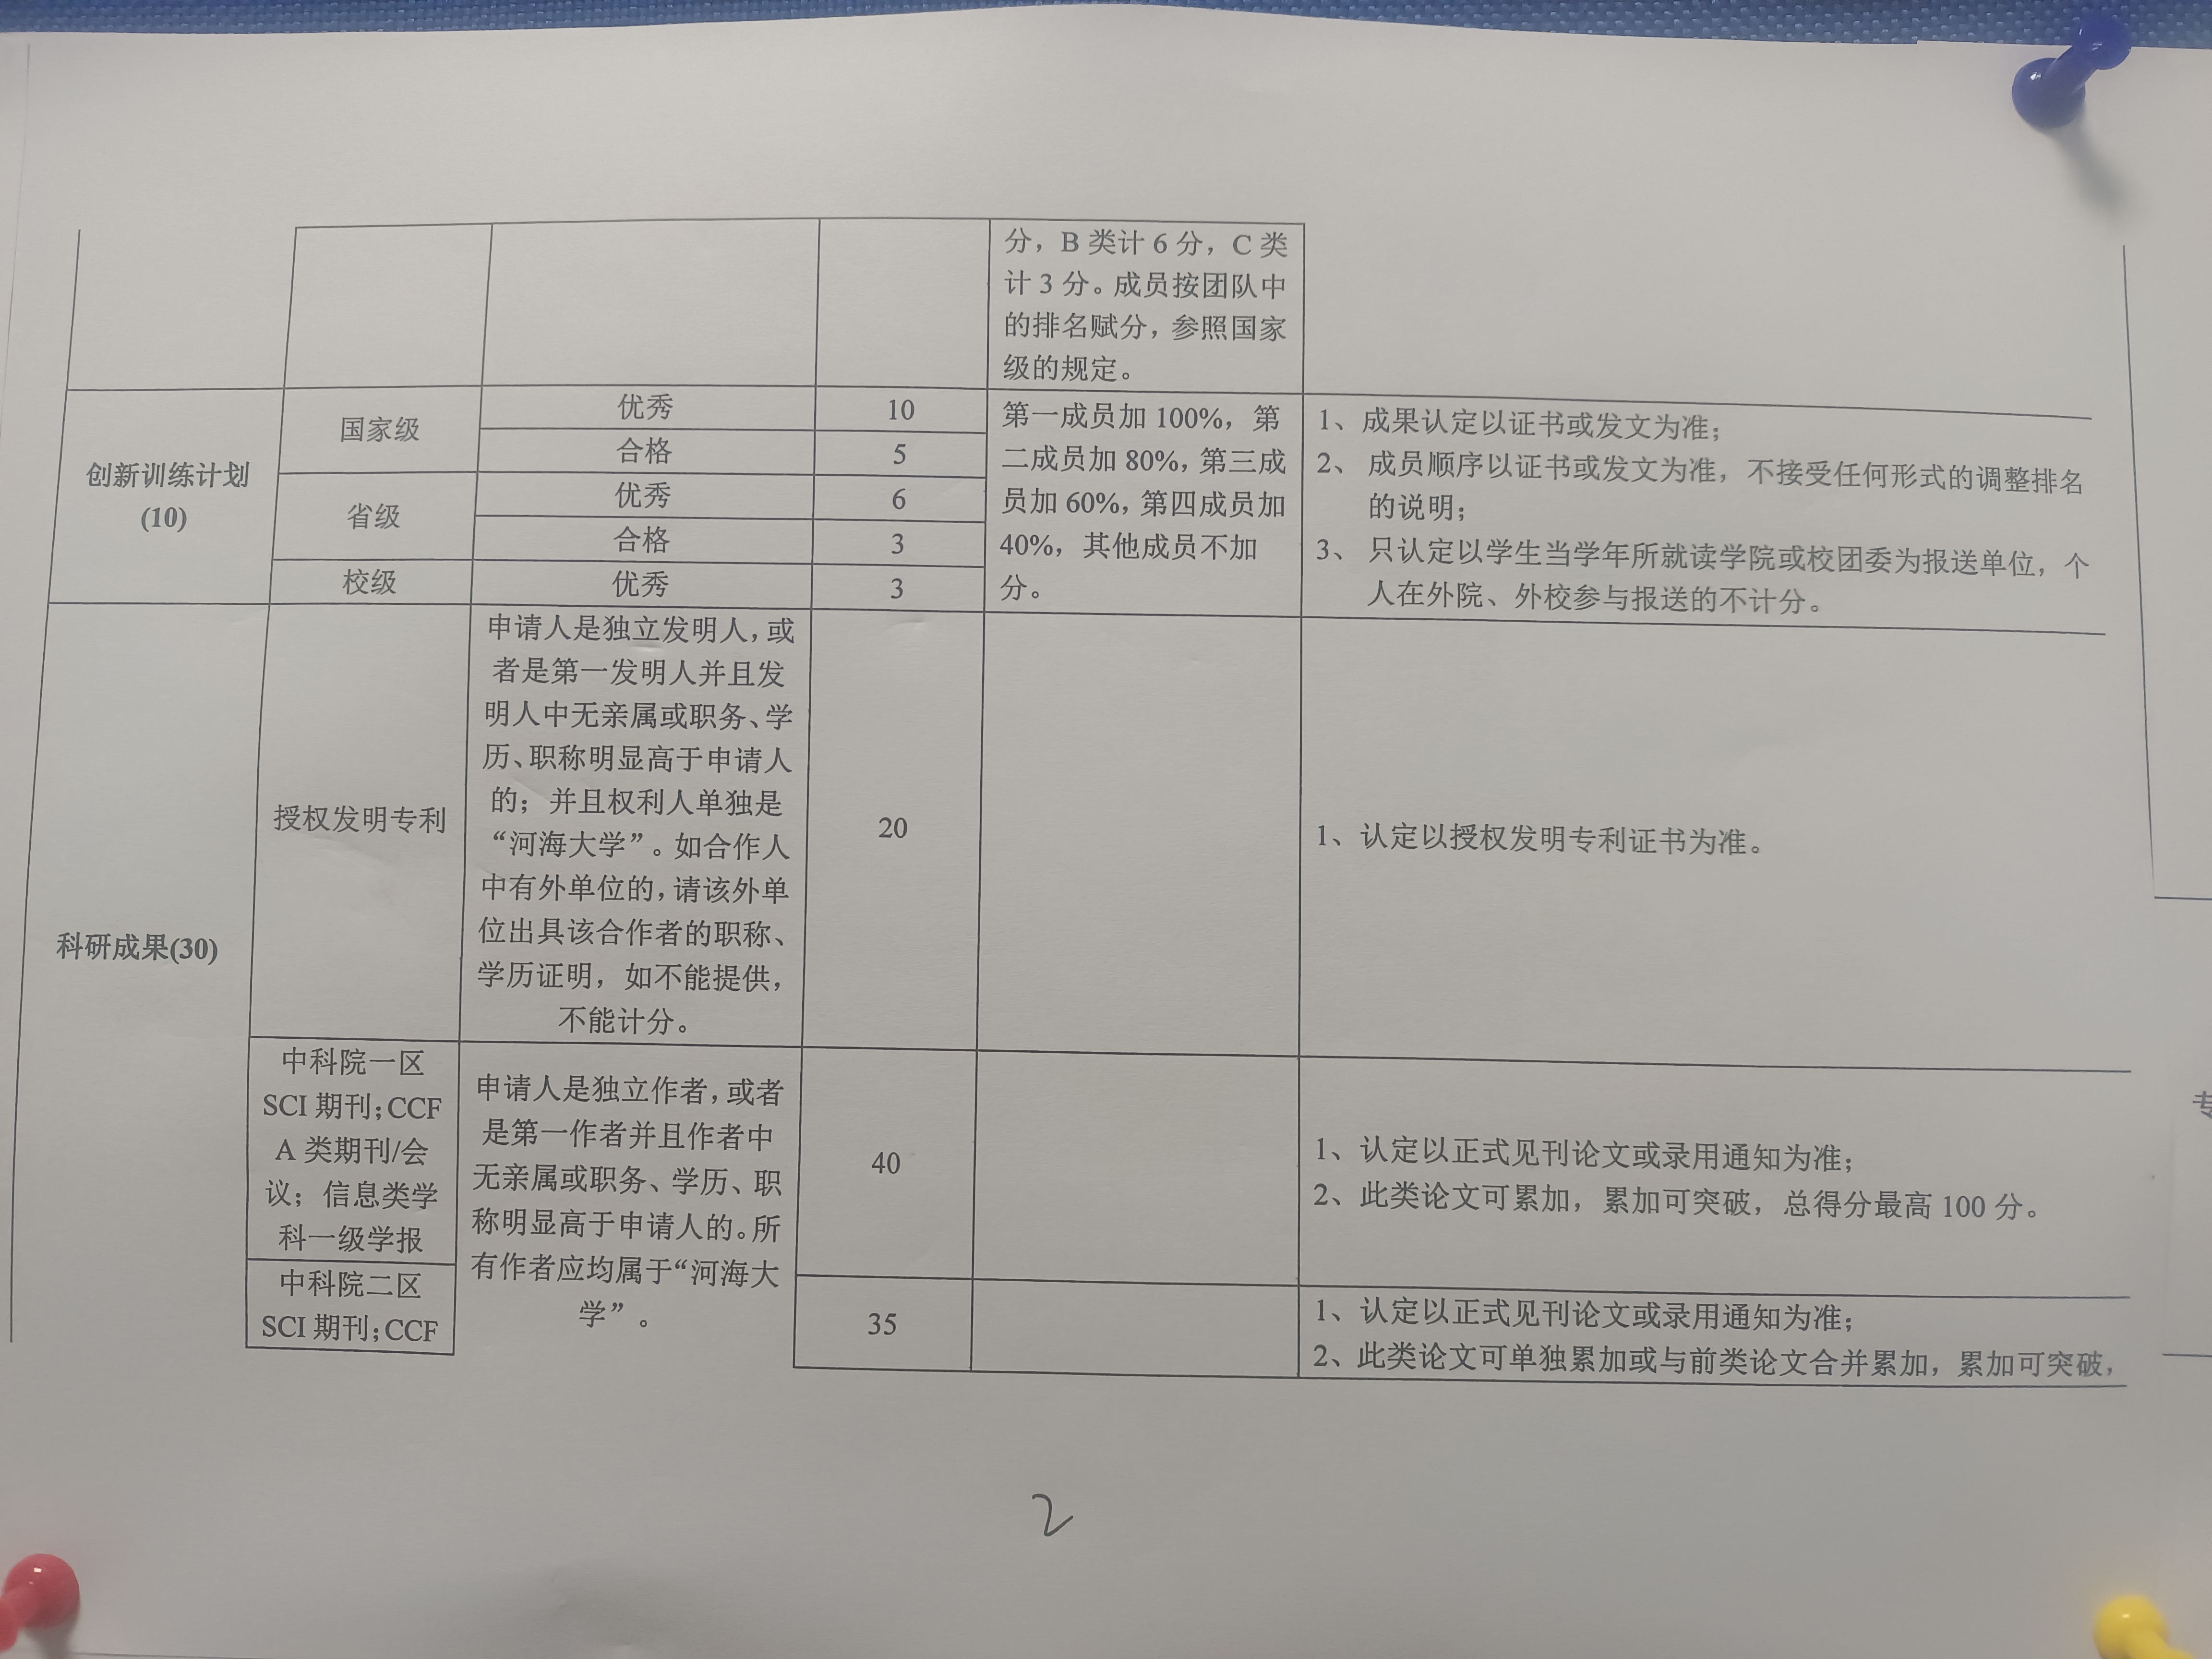 分，B 类计 6 分，C 类
计 3 分。成员按团队中
的排名赋分，参照国家
级的规定。
创新训练计划
(10)
国家级
优秀
10
合格
5
省级
优秀
6
合格
3
校级
优秀
3
第一成员加 100%，第
二成员加 80%，第三成
员加 60%，第四成员加
40%，其他成员不加
分。
1、成果认定以证书或发文为准；
2、 成员顺序以证书或发文为准，不接受任何形式的调整排名
的说明；
3、 只认定以学生当学年所就读学院或校团委为报送单位，个
人在外院、外校参与报送的不计分。
科研成果(30)
授权发明专利
申请人是独立发明人，或
者是第一发明人并且发
明人中无亲属或职务、学
历、职称明显高于申请人
的；并且权利人单独是
“河海大学”。如合作人
中有外单位的，请该外单
位出具该合作者的职称、
学历证明，如不能提供，
不能计分。
20
1、认定以授权发明专利证书为准。
中科院一区
SCI 期刊；CCF
A 类期刊/会
议；信息类学
科一级学报
申请人是独立作者，或者
是第一作者并且作者中
无亲属或职务、学历、职
称明显高于申请人的。所
有作者应均属于“河海大
学”。
40
1、认定以正式见刊论文或录用通知为准；
2、此类论文可累加，累加可突破，总得分最高 100 分。
中科院二区
SCI 期刊；CCF
35
1、认定以正式见刊论文或录用通知为准；
2、此类论文可单独累加或与前类论文合并累加，累加可突破，
2